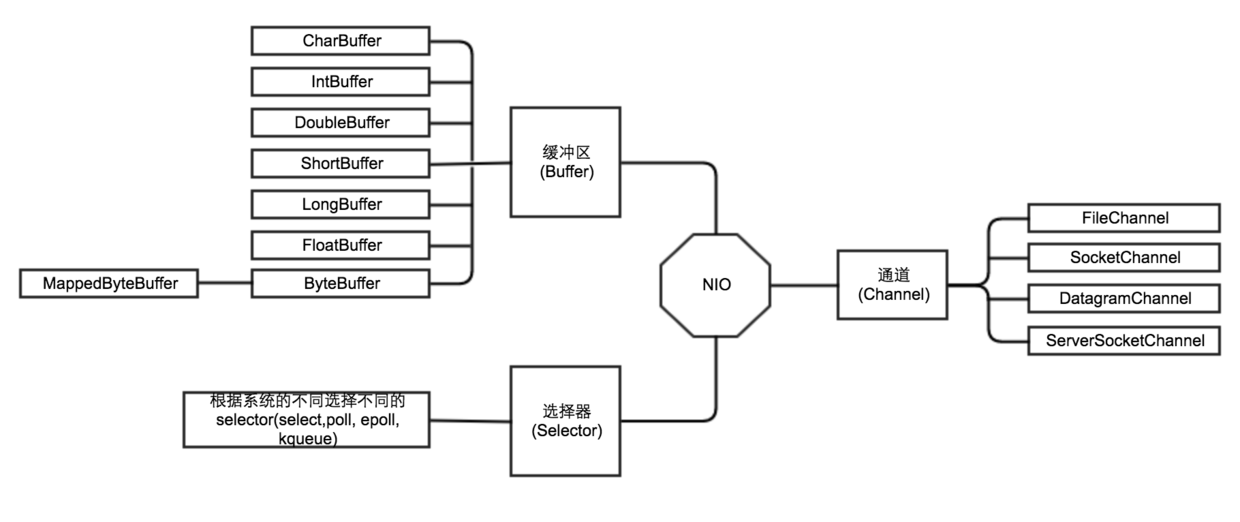 CharBuffer
IntBuffer
DoubleBuffer
ShortBuffer
LongBuffer
FloatBuffer
MappedByteBuffer
ByteBuffer
缓冲区
(Buffer)
NIO
通道
(Channel)
FileChannel
SocketChannel
DatagramChannel
ServerSocketChannel
根据系统的不同选择不同的
selector(select,poll, epoll,
kqueue)
选择器
(Selector)